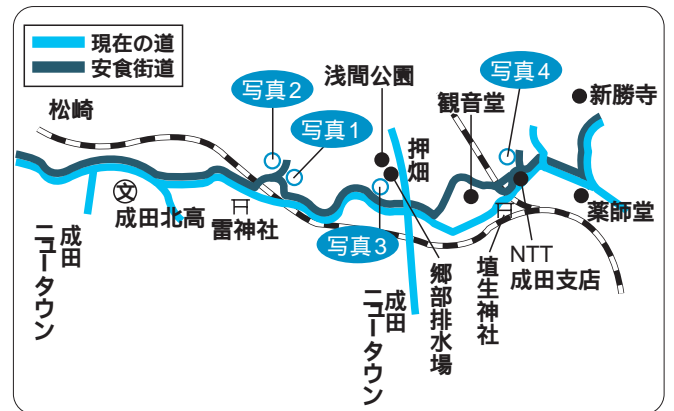 現在の道
安食街道
松崎
写真2
写真1
浅間公園
押畑
観音堂
写真4
新勝寺
文
成田北高
雷神社
写真3
薬師堂
NTT
成田支店
埴生神社
郷部排水場
成田
ニュータウン
成田
ニュータウン